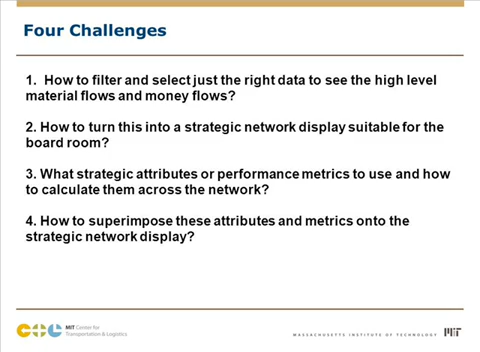 Four Challenges
1. How to filter and select just the right data to see the high level
material flows and money flows?
2. How to turn this into a strategic network display suitable for the
board room?
3. What strategic attributes or performance metrics to use and how
to calculate them across the network?
4. How to superimpose these attributes and metrics onto the
strategic network display?
MIT Center for
Transportation & Logistics
MASSACHUSETTS INSTITUTE OF TECHNOLOGY